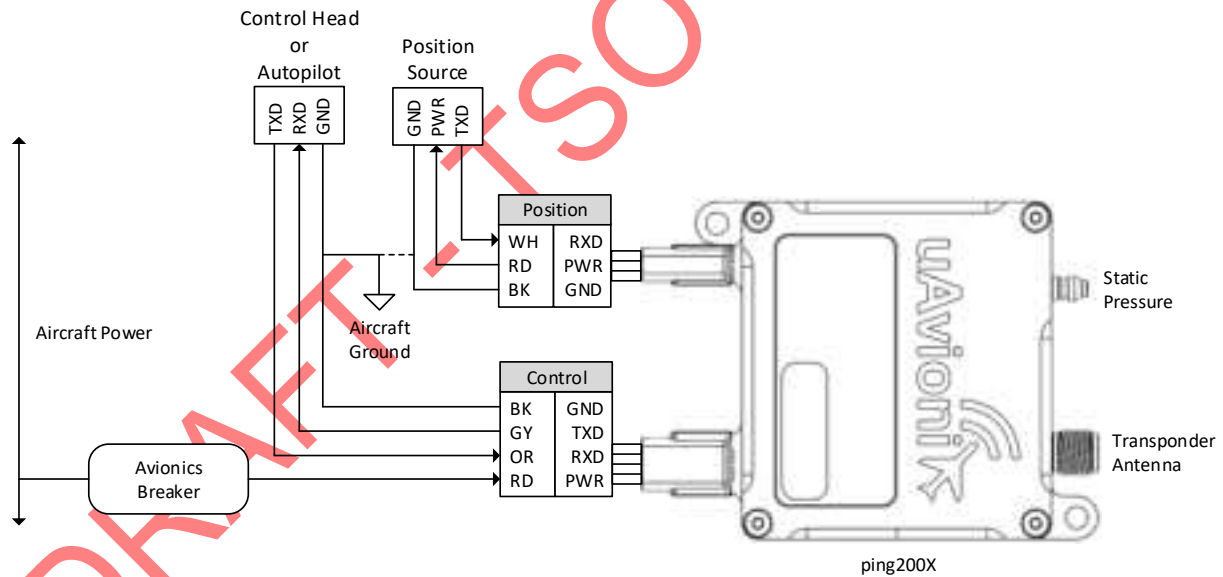 Control Head
or
Autopilot
Position
Source
TXD
RXD
GND
GND
PWR
TXD
Position
WH RXD
RD PWR
BK GND
Static
Pressure
Aircraft Power
Aircraft
Ground
Control
BK GND
GY TXD
OR RXD
RD PWR
Avionics
Breaker
Transponder
Antenna
uAvionix
ping200X
DRAFT - TSO